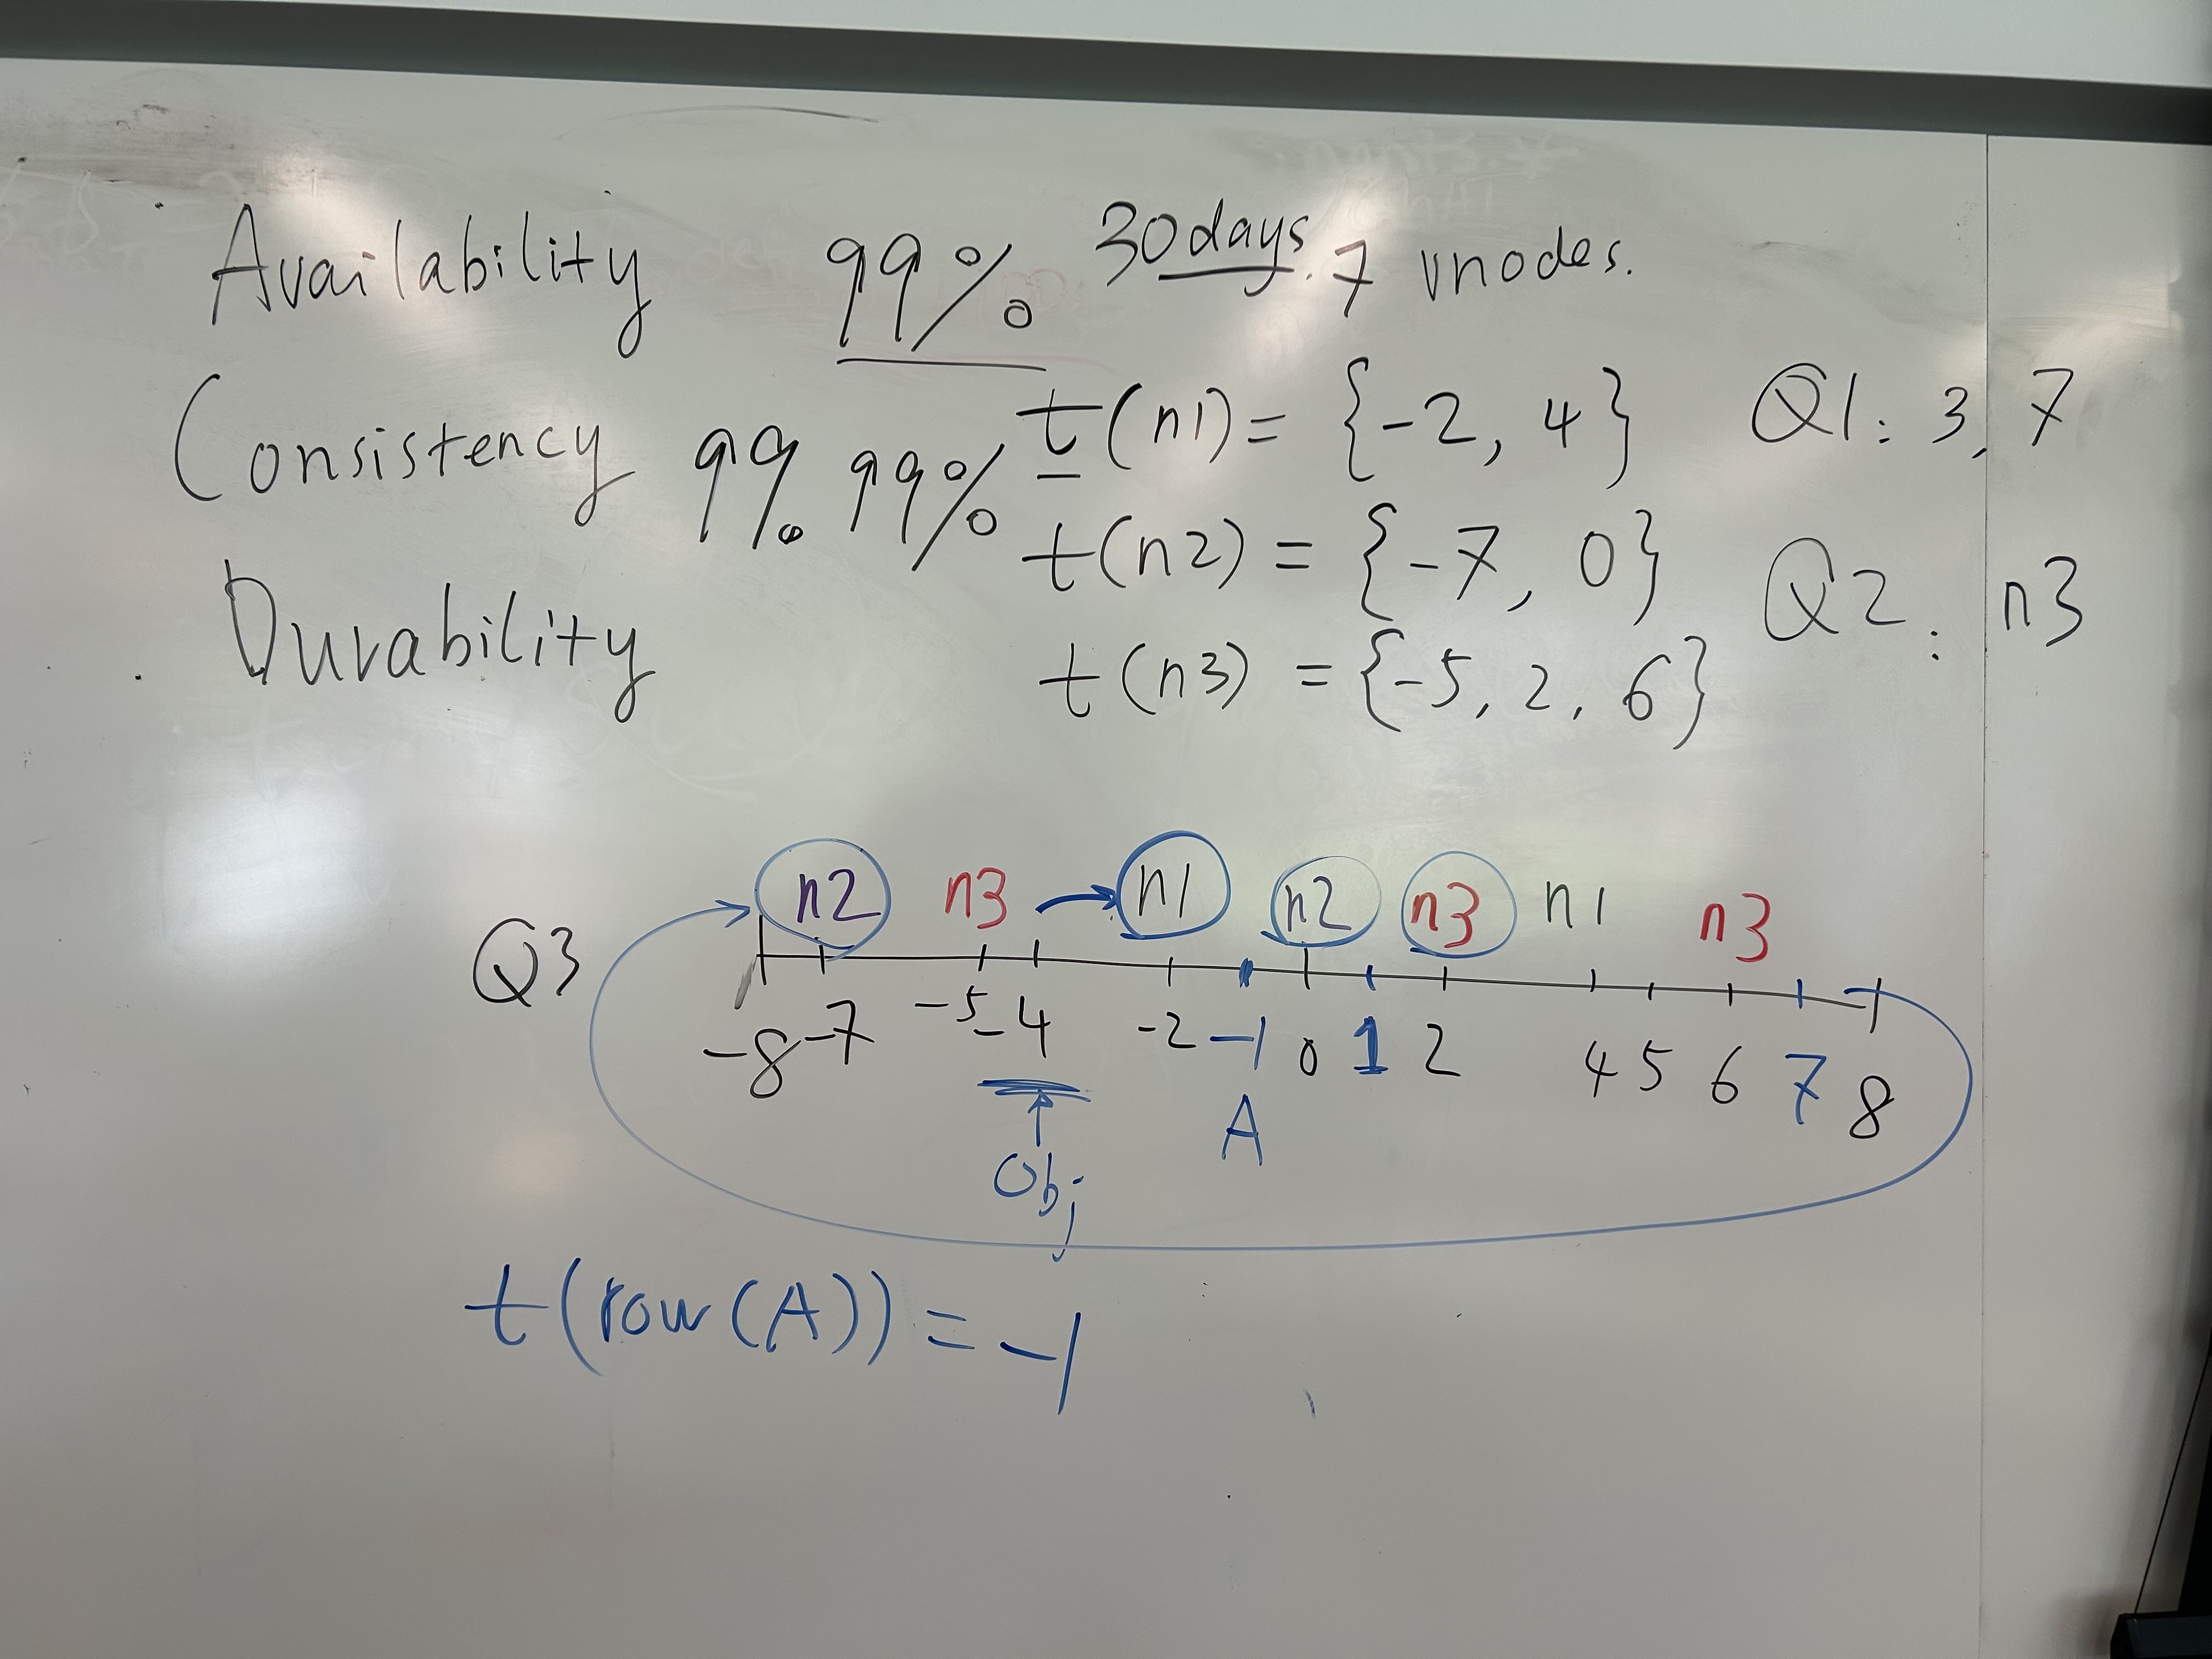 Availability 99% 30days. 7 vnodes.
Consistency 99.99%
Durability
t(n1) = {-2, 4} Q1: 3, 7
t(n2) = {-7, 0} Q2: n3
t(n3) = {-5, 2, 6}
n2 n3 n1 n2 n3 n1 n3
Q3
-8 -7 -5 -4 -2 -1 0 1 2 4 5 6 7 8
A
Obj
t(row(A)) = -1